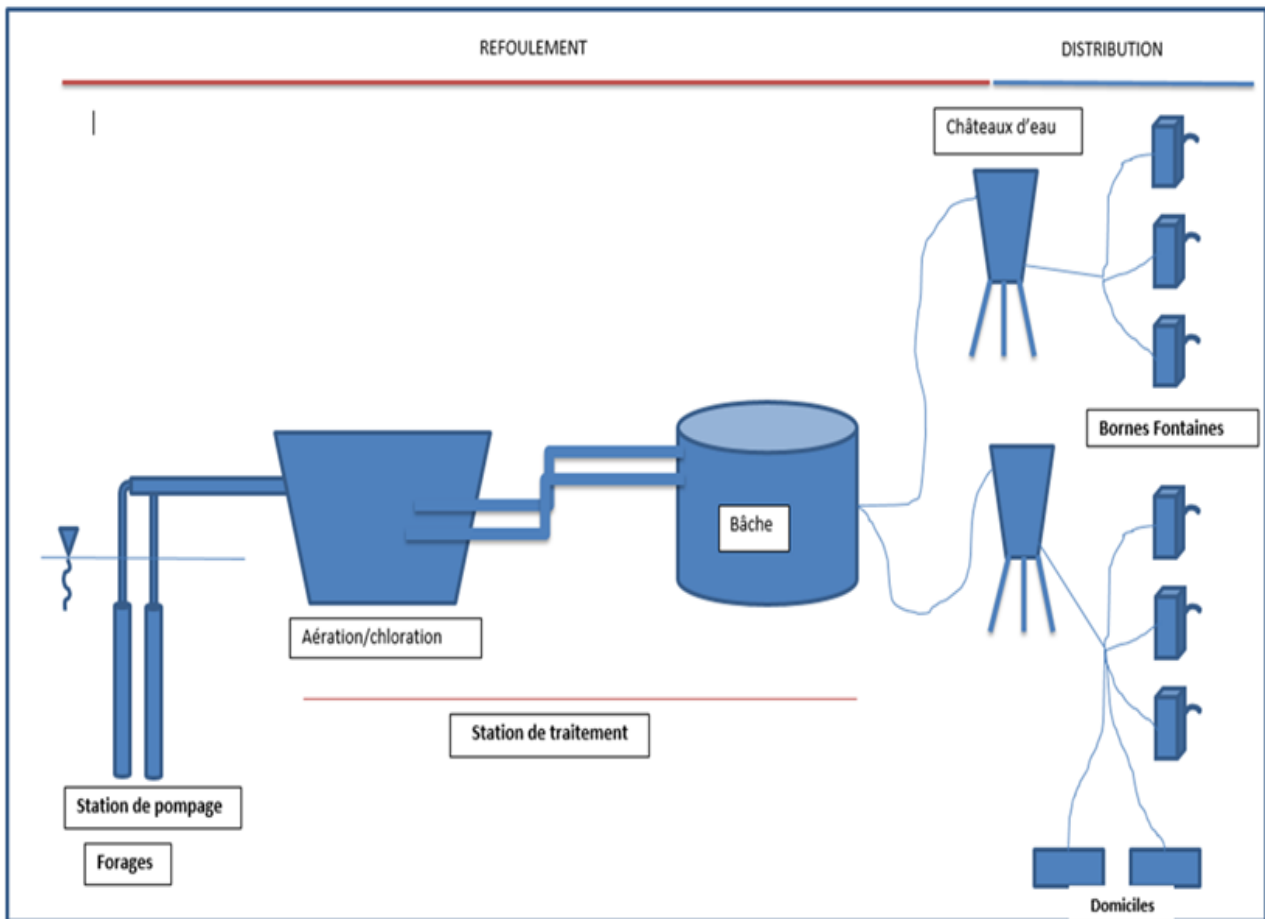 REFOULEMENT
DISTRIBUTION
Châteaux d'eau
Bornes Fontaines
Bâche
Aération/chloration
Station de traitement
Station de pompage
Forages
Domiciles